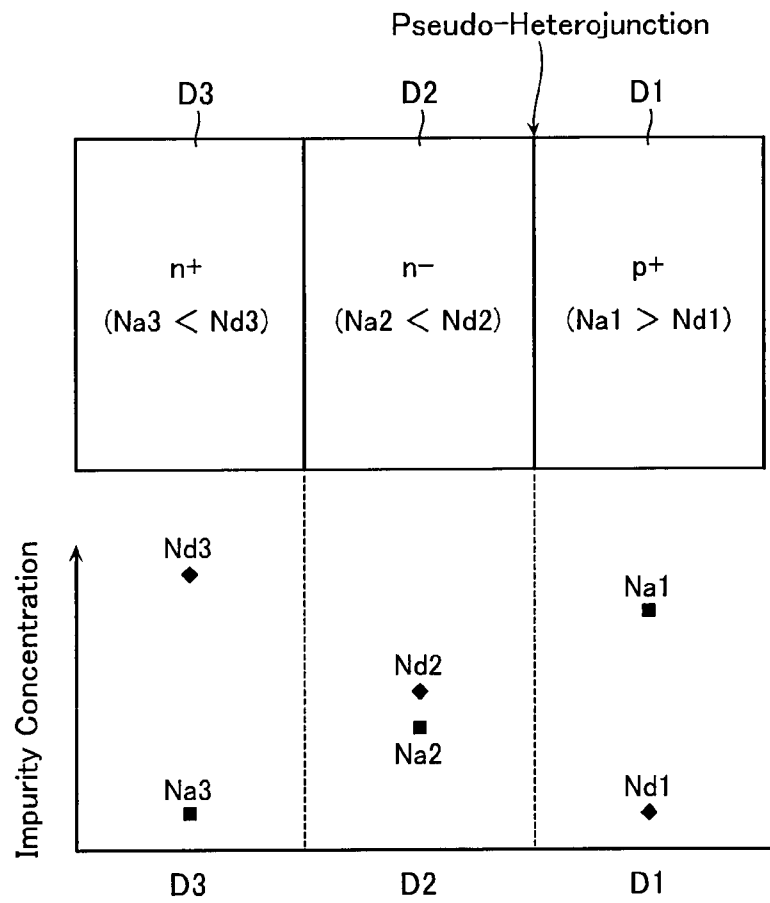 Pseudo-Heterojunction
D3 D2 D1
n+ n− p+
(Na3 < Nd3) (Na2 < Nd2) (Na1 > Nd1)
Impurity Concentration
Nd3
Na1
Nd2
Na2
Na3
Nd1
D3 D2 D1